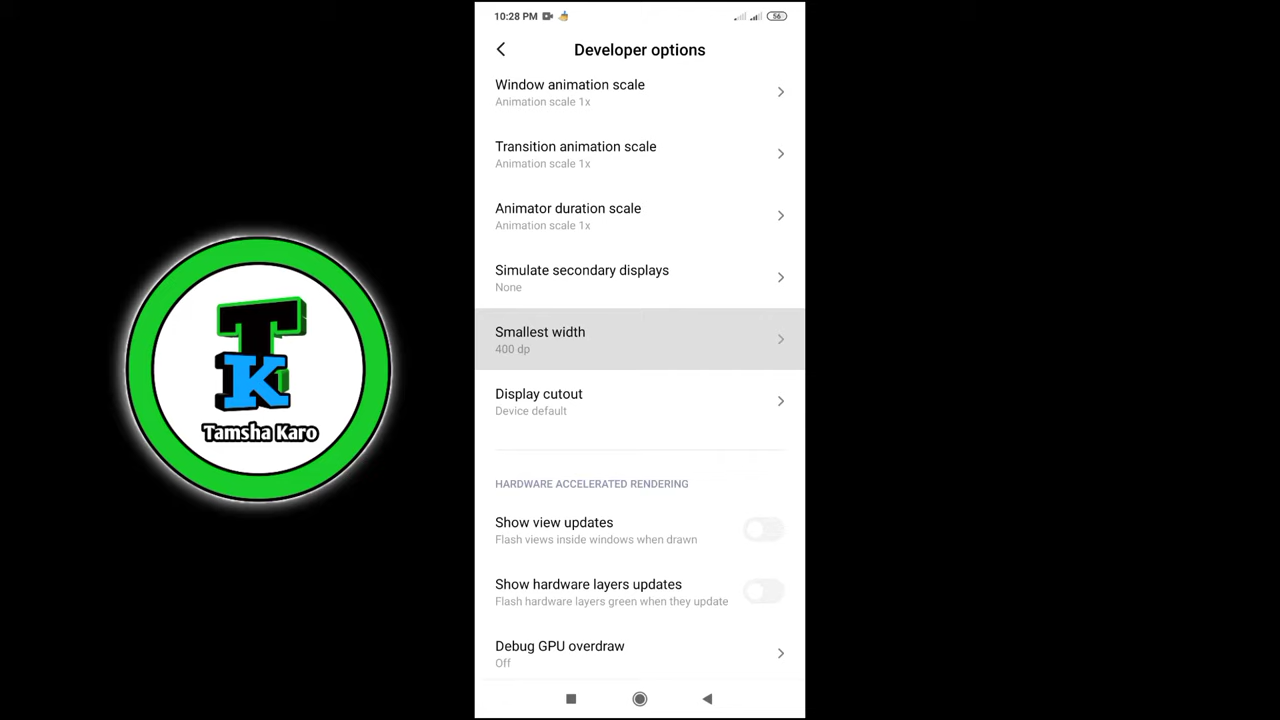 10:28 PM
56
Developer options
Window animation scale
Animation scale 1x
Transition animation scale
Animation scale 1x
Animator duration scale
Animation scale 1x
Simulate secondary displays
None
Smallest width
400 dp
Display cutout
Device default
HARDWARE ACCELERATED RENDERING
Show view updates
Flash views inside windows when drawn
Show hardware layers updates
Flash hardware layers green when they update
Debug GPU overdraw
Off
TK
Tamsha Karo